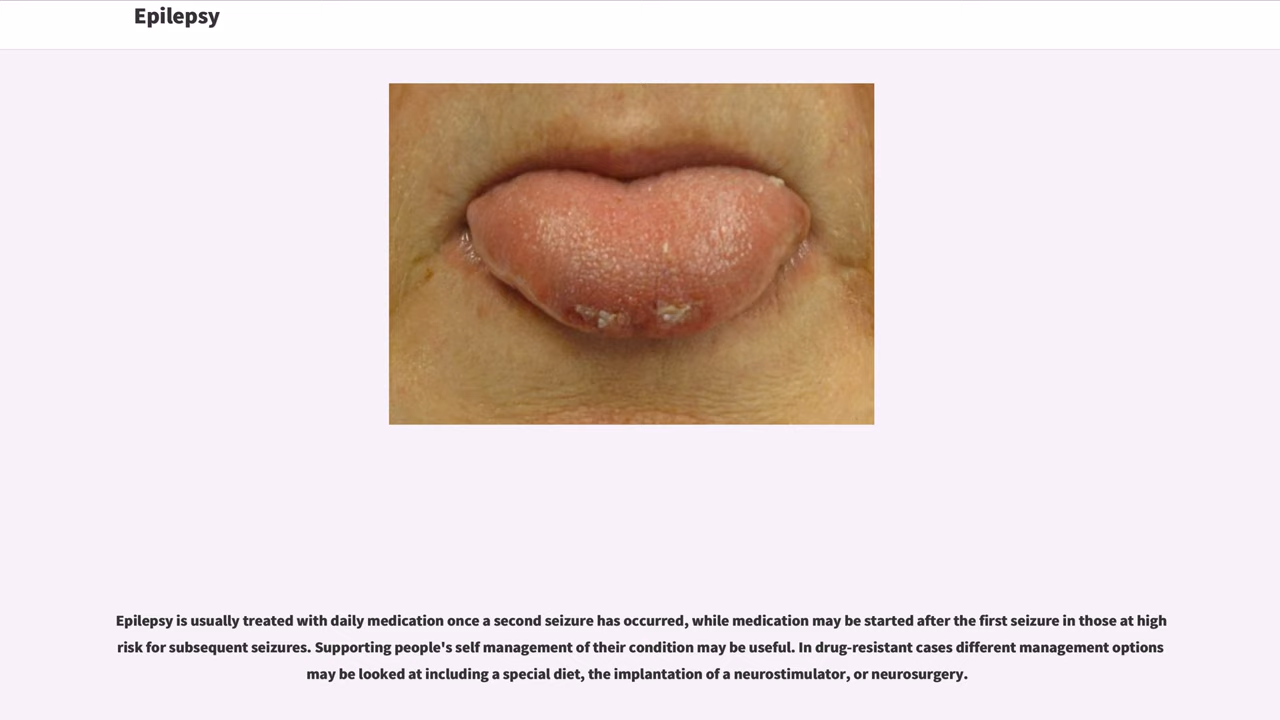 Epilepsy
Epilepsy is usually treated with daily medication once a second seizure has occurred, while medication may be started after the first seizure in those at high
risk for subsequent seizures. Supporting people's self management of their condition may be useful. In drug-resistant cases different management options
may be looked at including a special diet, the implantation of a neurostimulator, or neurosurgery.